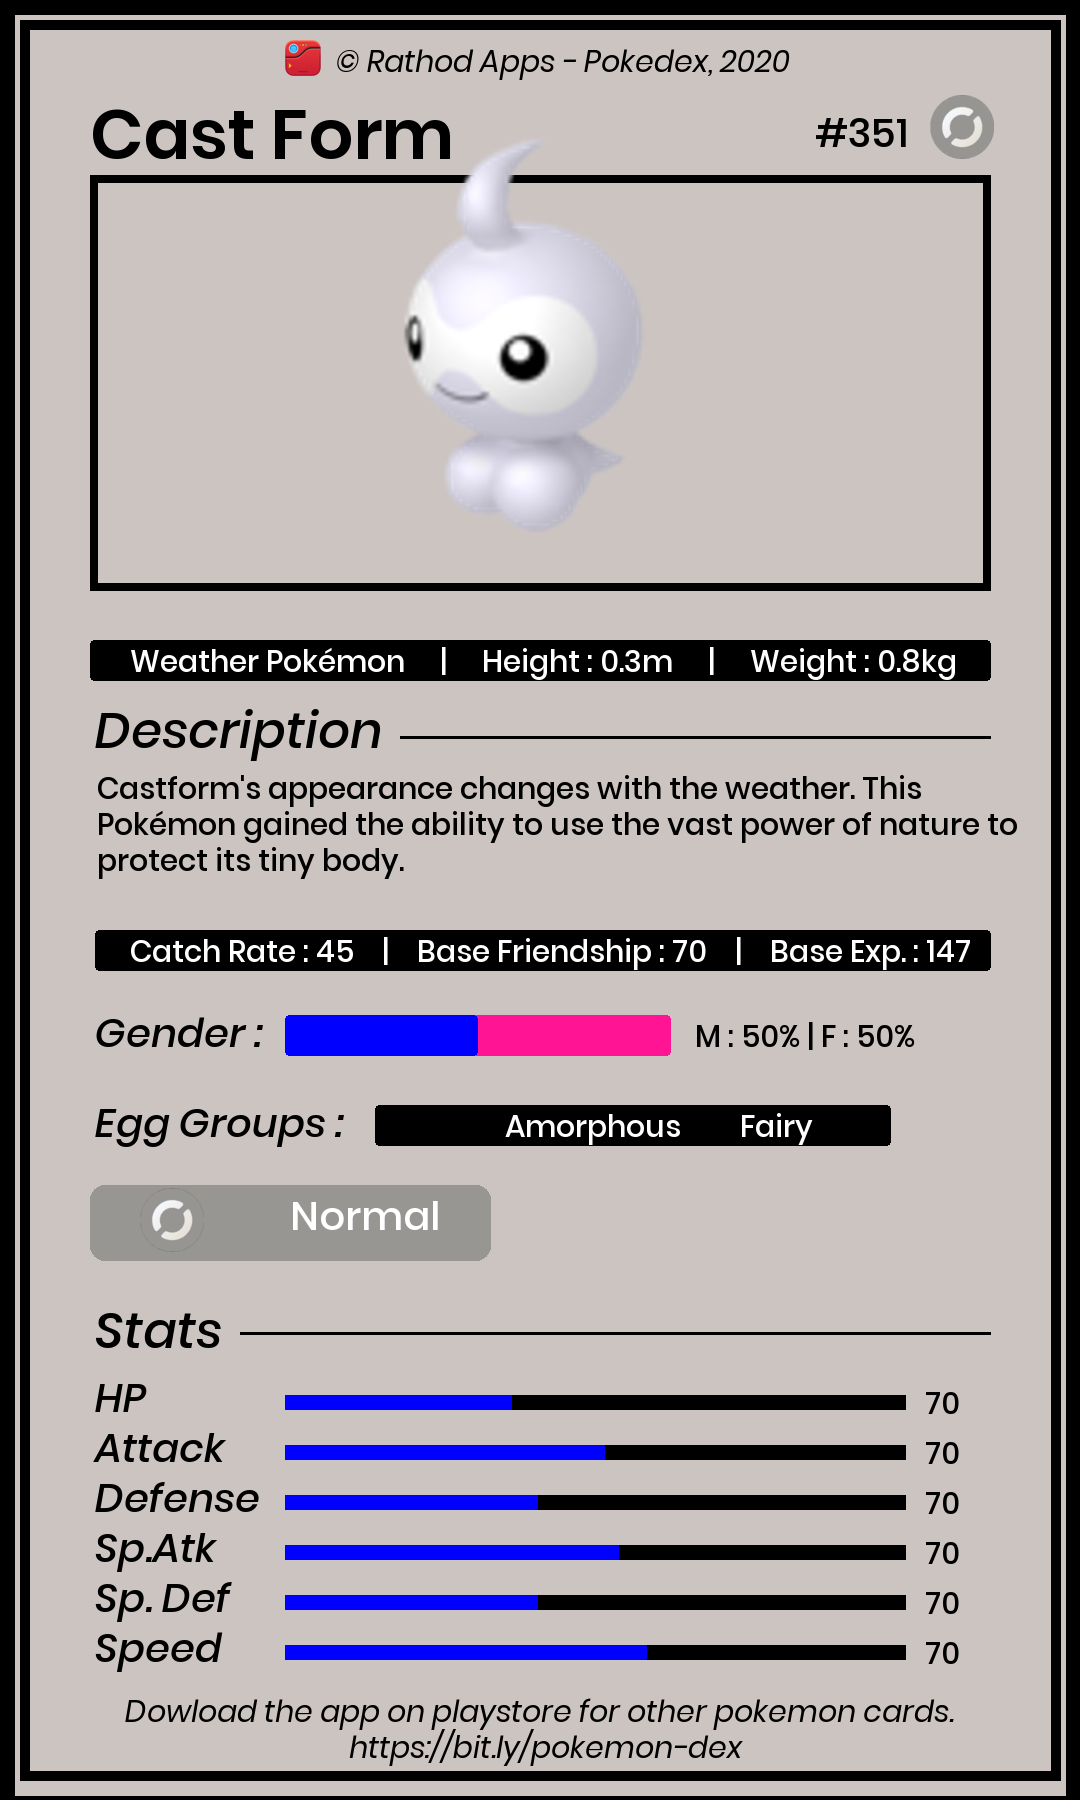 © Rathod Apps - Pokedex, 2020
Cast Form #351
Weather Pokémon | Height : 0.3m | Weight : 0.8kg
Description
Castform's appearance changes with the weather. This
Pokémon gained the ability to use the vast power of nature to
protect its tiny body.
Catch Rate : 45 | Base Friendship : 70 | Base Exp. : 147
Gender : M : 50% | F : 50%
Egg Groups : Amorphous Fairy
Normal
Stats
HP 70
Attack 70
Defense 70
Sp.Atk 70
Sp. Def 70
Speed 70
Dowload the app on playstore for other pokemon cards.
https://bit.ly/pokemon-dex